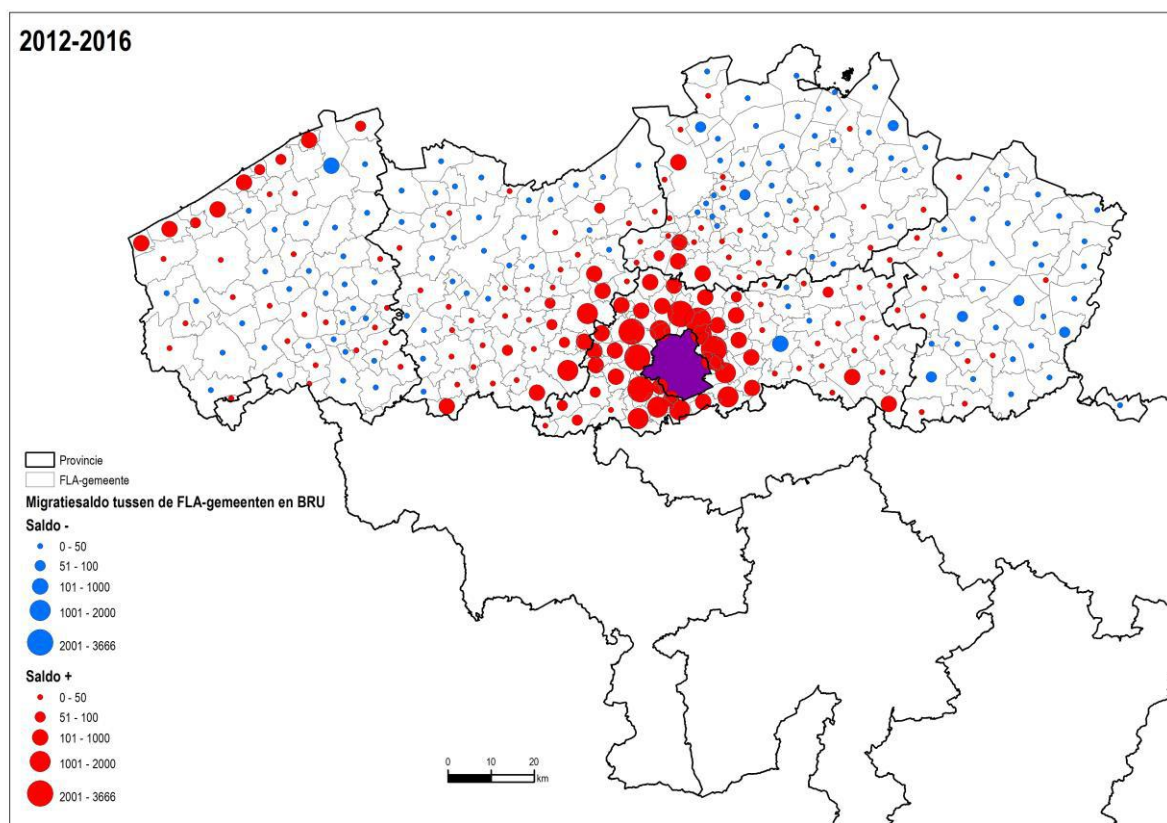 2012-2016
Provincie
FLA-gemeente
Migratiesaldo tussen de FLA-gemeenten en BRU
Saldo -
0 - 50
51 - 100
101 - 1000
1001 - 2000
2001 - 3666
Saldo +
0 - 50
51 - 100
101 - 1000
1001 - 2000
2001 - 3666
0 10 20
km